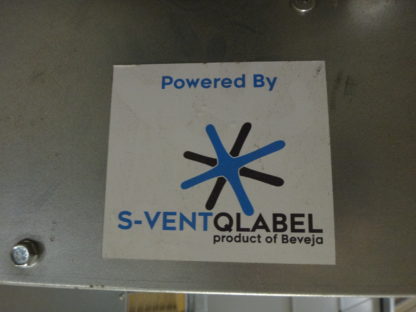 Powered By
S-VENTQLABEL
product of Beveja